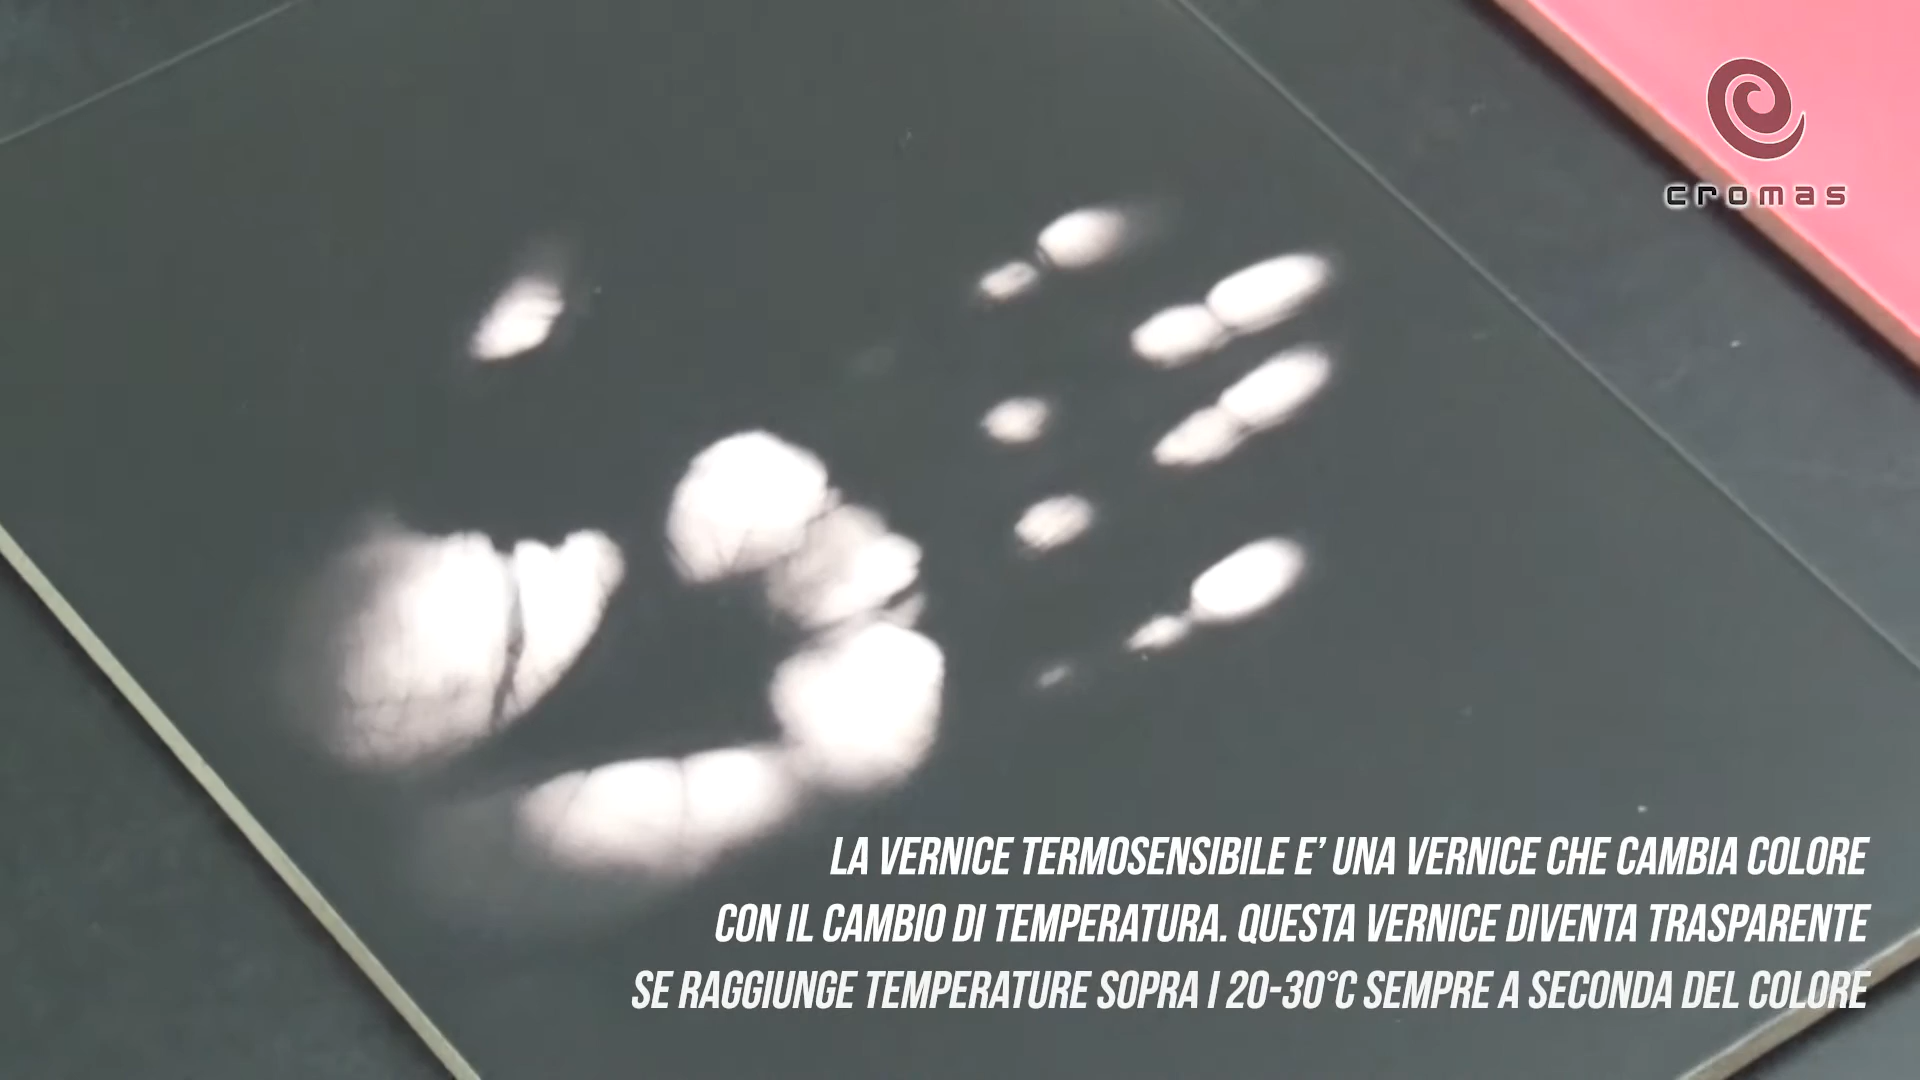 cromas
LA VERNICE TERMOSENSIBILE E' UNA VERNICE CHE CAMBIA COLORE
CON IL CAMBIO DI TEMPERATURA. QUESTA VERNICE DIVENTA TRASPARENTE
SE RAGGIUNGE TEMPERATURE SOPRA I 20-30°C SEMPRE A SECONDA DEL COLORE